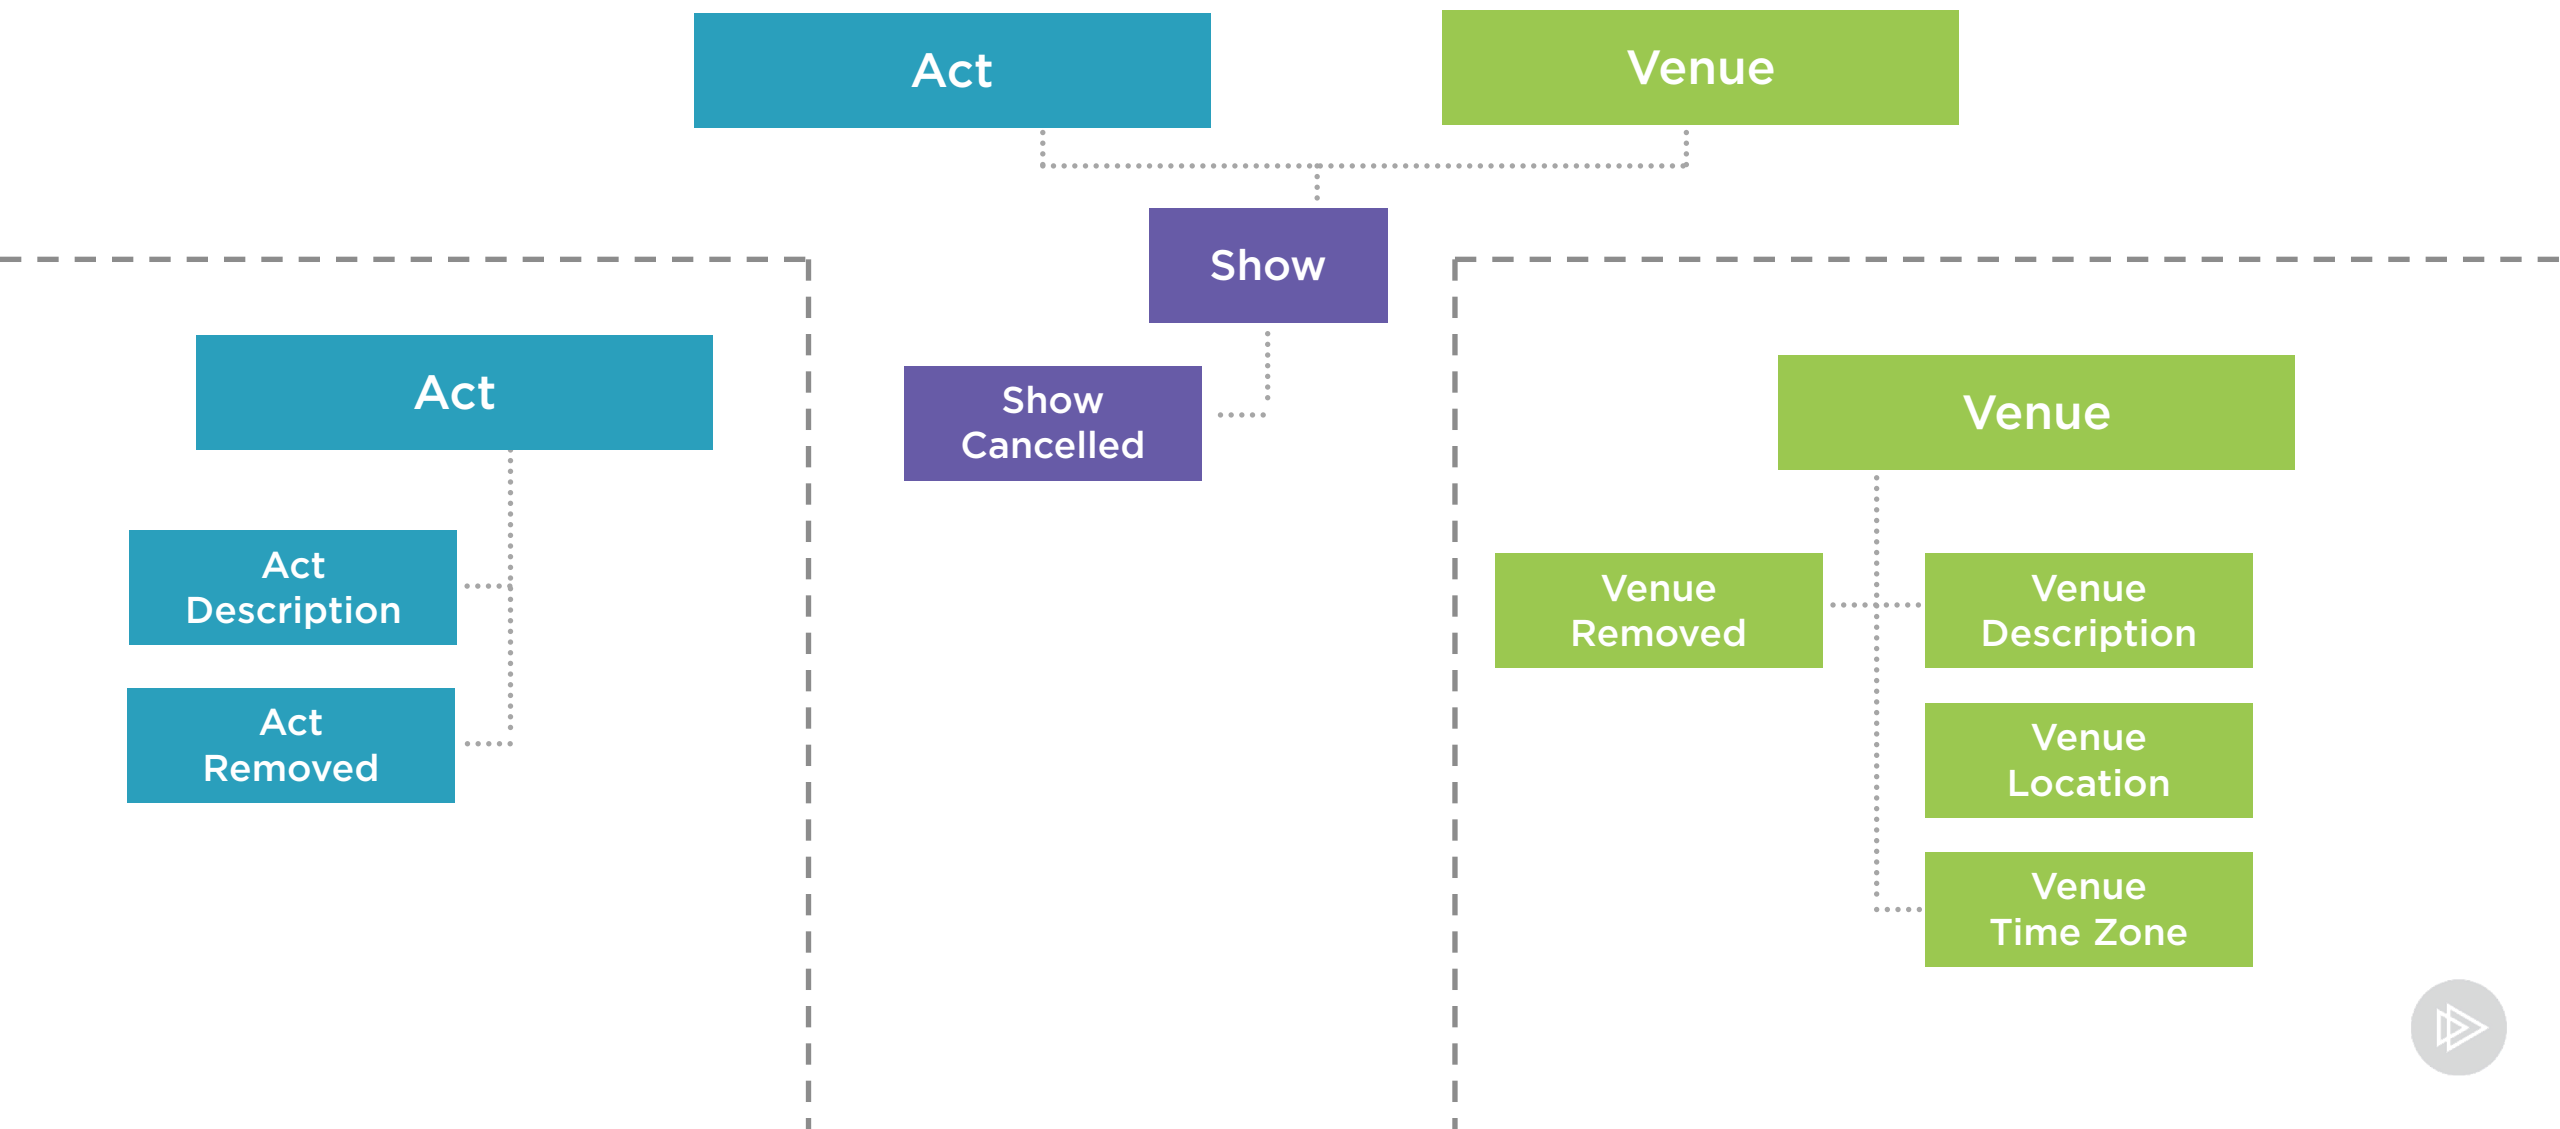 Act
Venue
Show
Act
Show
Cancelled
Venue
Act
Description
Venue
Removed
Venue
Description
Act
Removed
Venue
Location
Venue
Time Zone